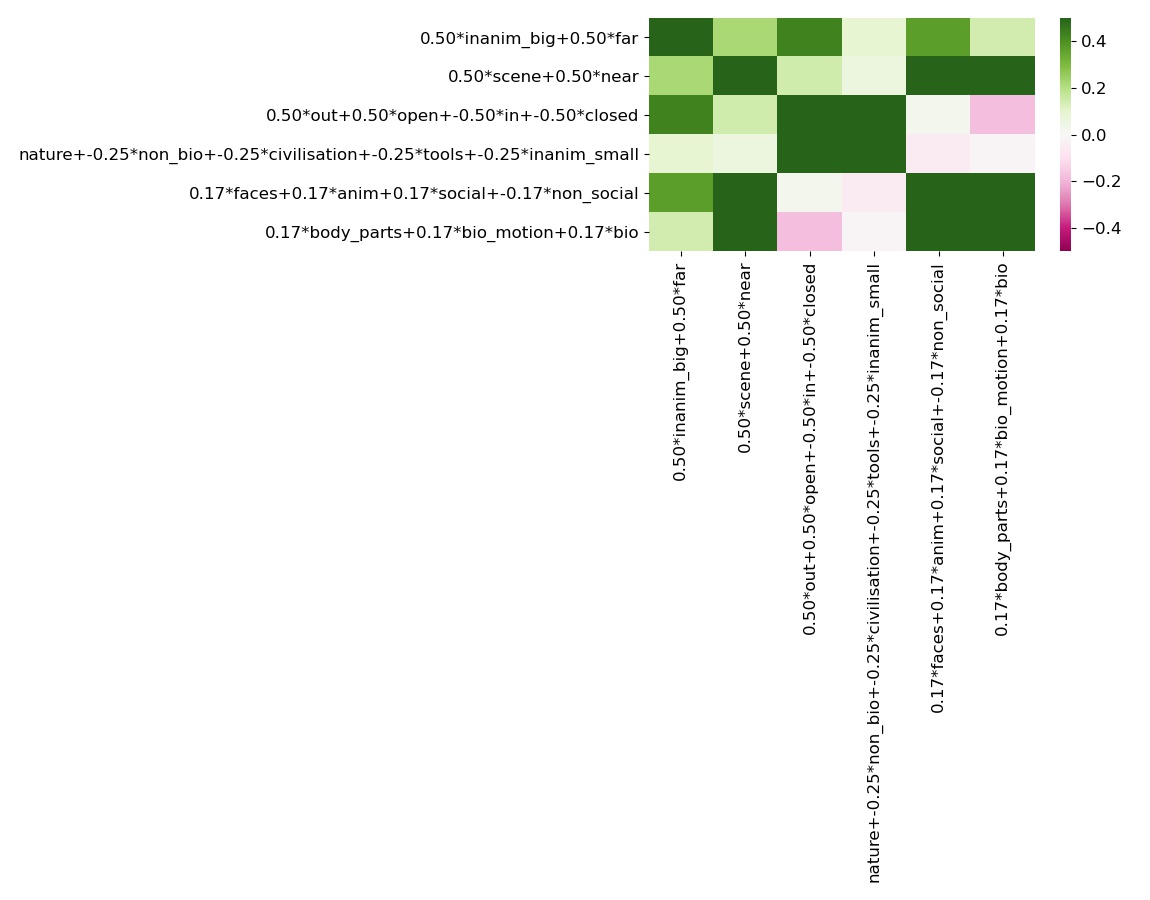 0.50*inanim_big+0.50*far
0.50*scene+0.50*near
0.50*out+0.50*open+-0.50*in+-0.50*closed
nature+-0.25*non_bio+-0.25*civilisation+-0.25*tools+-0.25*inanim_small
0.17*faces+0.17*anim+0.17*social+-0.17*non_social
0.17*body_parts+0.17*bio_motion+0.17*bio
0.4
0.2
0.0
−0.2
−0.4
0.50*inanim_big+0.50*far
0.50*scene+0.50*near
0.50*out+0.50*open+-0.50*in+-0.50*closed
nature+-0.25*non_bio+-0.25*civilisation+-0.25*tools+-0.25*inanim_small
0.17*faces+0.17*anim+0.17*social+-0.17*non_social
0.17*body_parts+0.17*bio_motion+0.17*bio